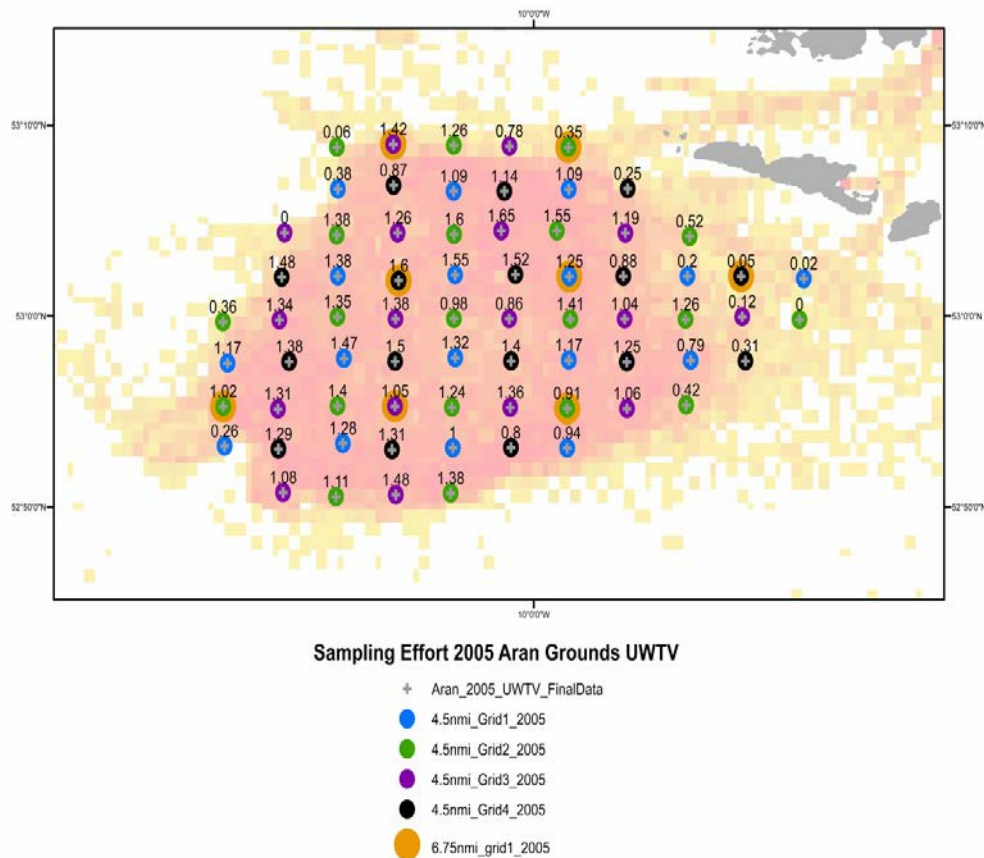 10°0'0"W
53°10'0"N
53°10'0"N
0.06 1.42 1.26 0.78 0.35
0.38 0.87 1.09 1.14 1.09 0.25
0 1.38 1.26 1.6 1.65 1.55 1.19 0.52
1.48 1.38 1.6 1.55 1.52 1.25 0.88 0.2 0.05 0.02
53°0'0"N
0.36 1.34 1.35 1.38 0.98 0.86 1.41 1.04 1.26 0.12 0
53°0'0"N
1.17 1.38 1.47 1.5 1.32 1.4 1.17 1.25 0.79 0.31
1.02 1.31 1.4 1.05 1.24 1.36 0.91 1.06 0.42
0.26 1.29 1.28 1.31 1 0.8 0.94
1.08 1.11 1.48 1.38
52°50'0"N
52°50'0"N
10°0'0"W
Sampling Effort 2005 Aran Grounds UWTV
Aran_2005_UWTV_FinalData
4.5nmi_Grid1_2005
4.5nmi_Grid2_2005
4.5nmi_Grid3_2005
4.5nmi_Grid4_2005
6.75nmi_grid1_2005